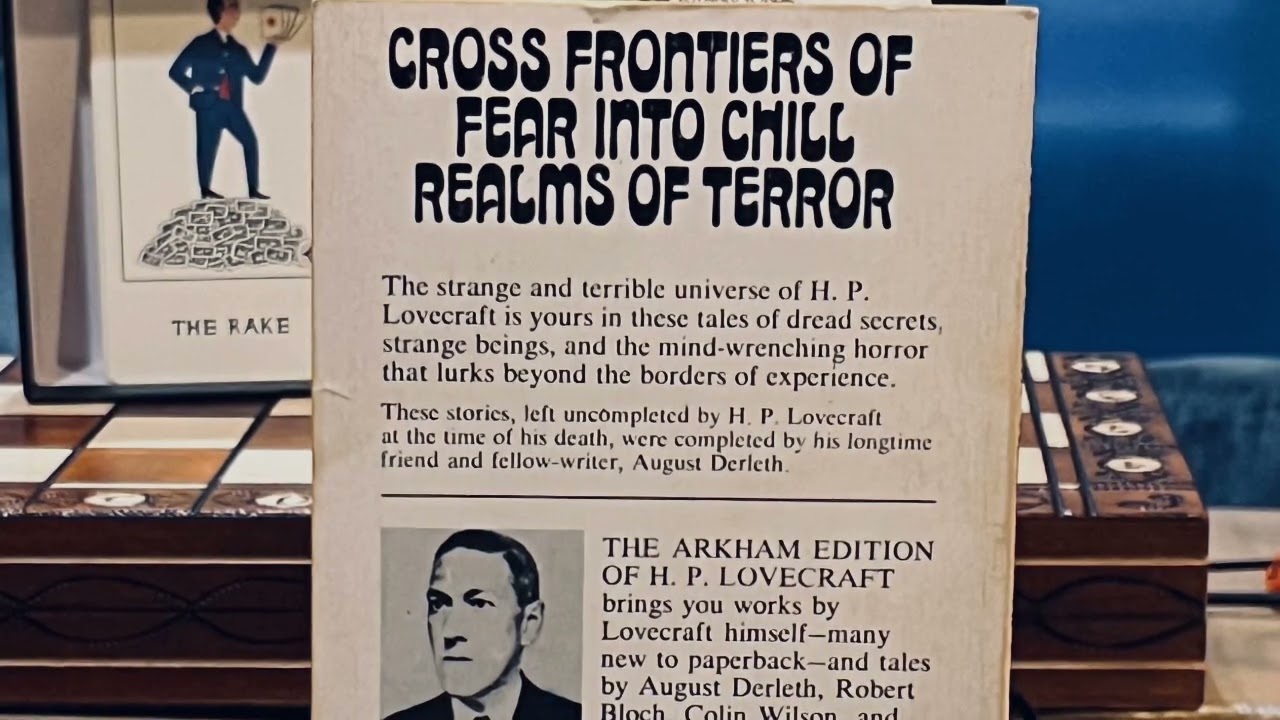 CROSS FRONTIERS OF
FEAR INTO CHILL
REALMS OF TERROR
The strange and terrible universe of H. P.
Lovecraft is yours in these tales of dread secrets,
strange beings, and the mind-wrenching horror
that lurks beyond the borders of experience.
These stories, left uncompleted by H. P. Lovecraft
at the time of his death, were completed by his longtime
friend and fellow-writer, August Derleth.
THE RAKE
THE ARKHAM EDITION
OF H. P. LOVECRAFT
brings you works by
Lovecraft himself—many
new to paperback—and tales
by August Derleth, Robert
Bloch, Colin Wilson, and